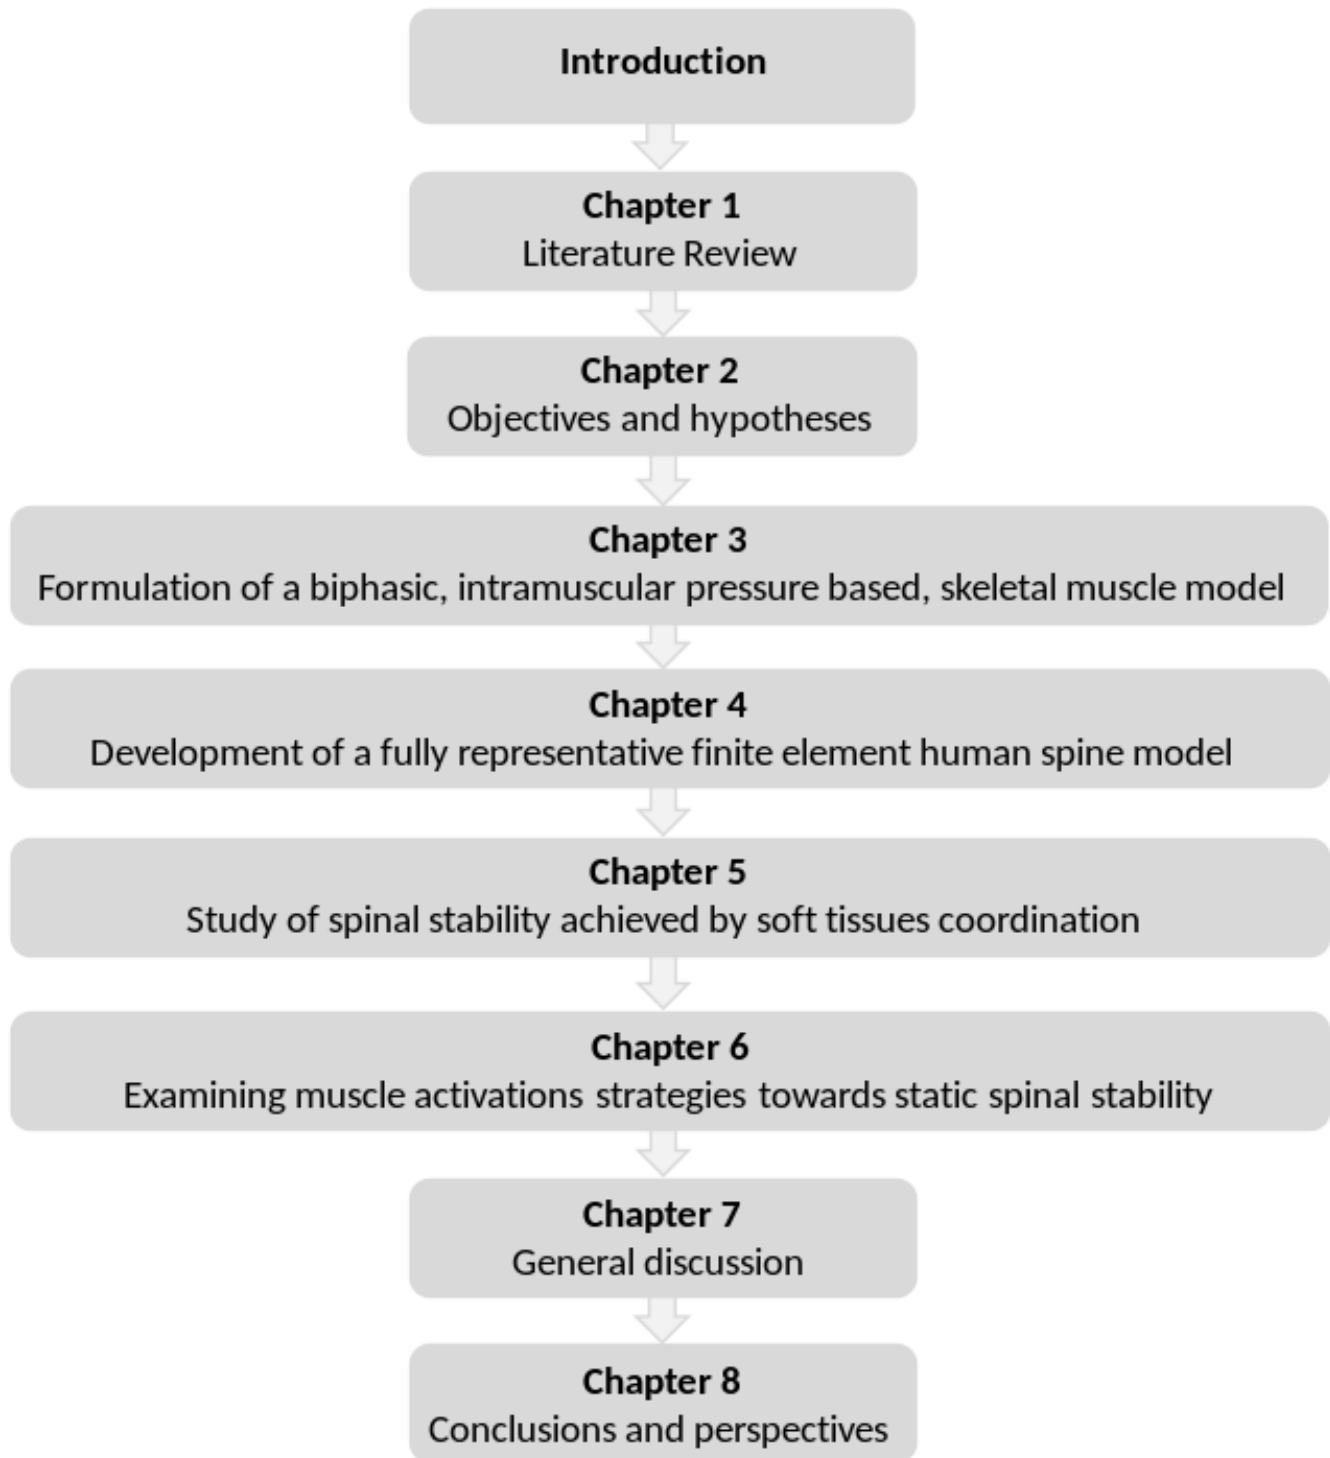 Introduction
Chapter 1
Literature Review
Chapter 2
Objectives and hypotheses
Chapter 3
Formulation of a biphasic, intramuscular pressure based, skeletal muscle model
Chapter 4
Development of a fully representative finite element human spine model
Chapter 5
Study of spinal stability achieved by soft tissues coordination
Chapter 6
Examining muscle activations strategies towards static spinal stability
Chapter 7
General discussion
Chapter 8
Conclusions and perspectives